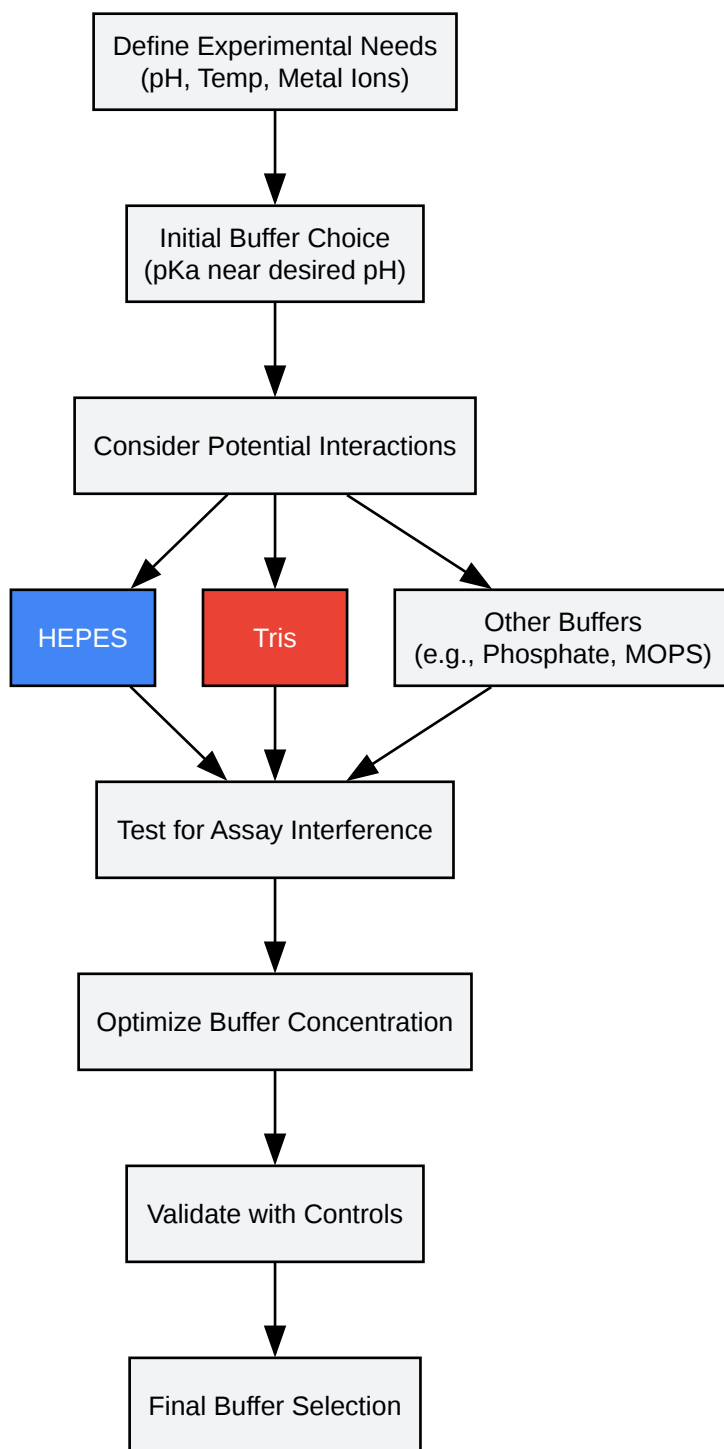 Define Experimental Needs
(pH, Temp, Metal Ions)
Initial Buffer Choice
(pKa near desired pH)
Consider Potential Interactions
HEPES
Tris
Other Buffers
(e.g., Phosphate, MOPS)
Test for Assay Interference
Optimize Buffer Concentration
Validate with Controls
Final Buffer Selection